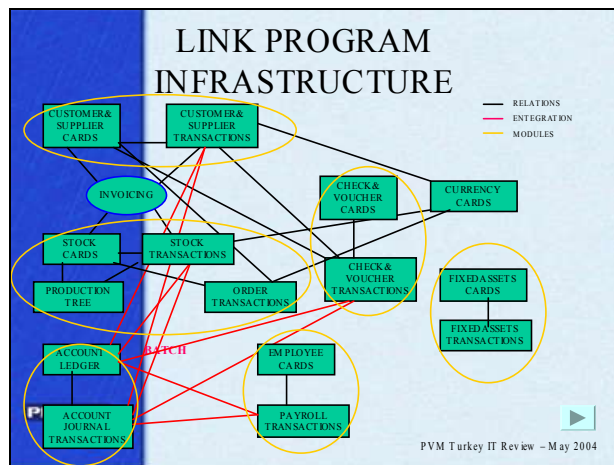 LINK PROGRAM
INFRASTRUCTURE
RELATIONS
ENTEGRATION
MODULES
CUSTOMER&
SUPPLIER
CARDS
CUSTOMER&
SUPPLIER
TRANSACTIONS
INVOICING
CHECK&
VOUCHER
CARDS
CURRENCY
CARDS
STOCK
CARDS
STOCK
TRANSACTIONS
PRODUCTION
TREE
ORDER
TRANSACTIONS
CHECK&
VOUCHER
TRANSACTIONS
FIXEDASSETS
CARDS
FIXEDASSETS
TRANSACTIONS
ACCOUNT
LEDGER
BATCH
EMPLOYEE
CARDS
ACCOUNT
JOURNAL
TRANSACTIONS
PAYROLL
TRANSACTIONS
PVM Turkey IT Review – May 2004